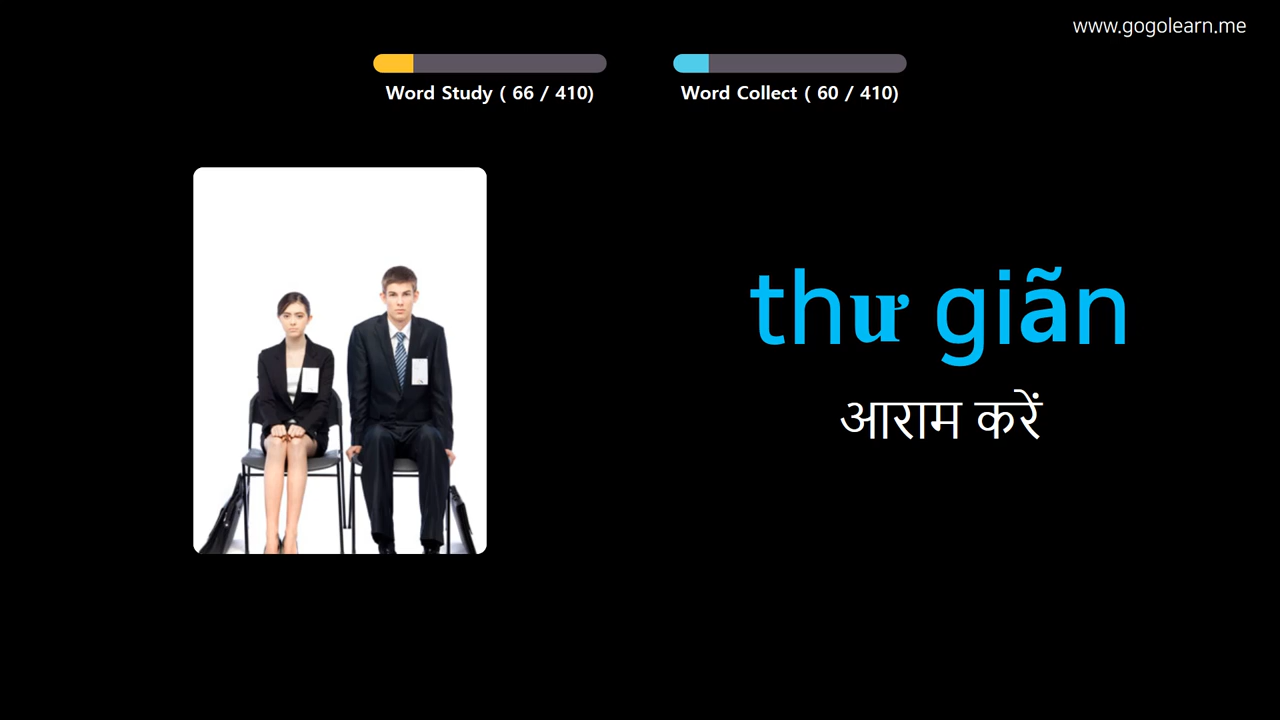 www.gogolearn.me
Word Study ( 66 / 410)
Word Collect ( 60 / 410)
thư giãn
आराम करें